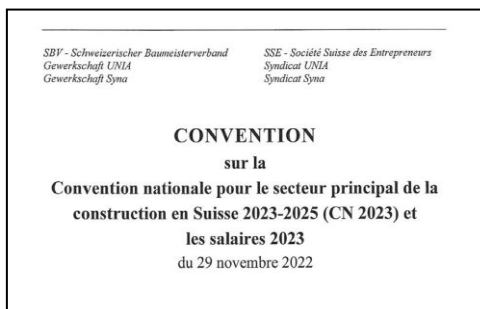 SBV - Schweizerischer Baumeisterverband
Gewerkschaft UNIA
Gewerkschaft Syna
SSE - Société Suisse des Entrepreneurs
Syndicat UNIA
Syndicat Syna
CONVENTION
sur la
Convention nationale pour le secteur principal de la
construction en Suisse 2023-2025 (CN 2023) et
les salaires 2023
du 29 novembre 2022